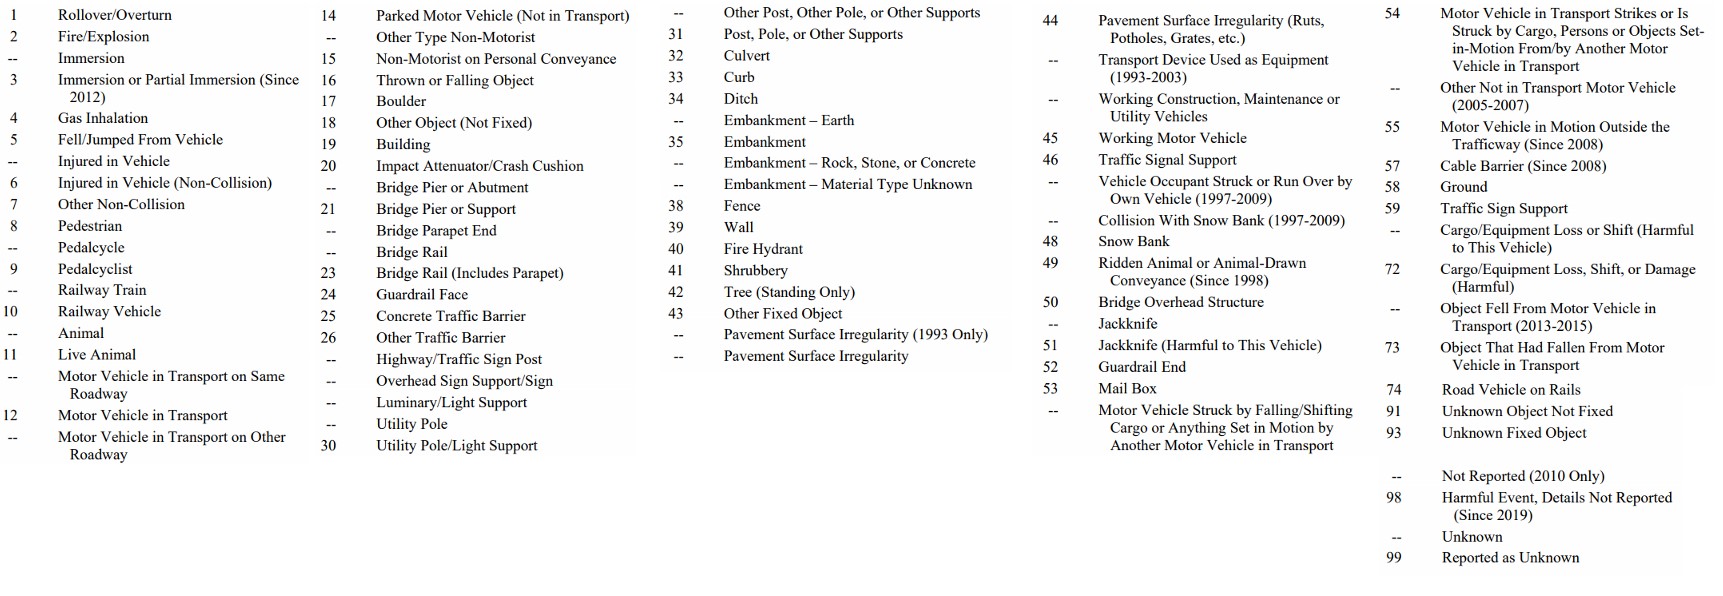 1 Rollover/Overturn
2 Fire/Explosion
-- Immersion
3 Immersion or Partial Immersion (Since
2012)
4 Gas Inhalation
5 Fell/Jumped From Vehicle
-- Injured in Vehicle
6 Injured in Vehicle (Non-Collision)
7 Other Non-Collision
8 Pedestrian
-- Pedalcycle
9 Pedalcyclist
-- Railway Train
10 Railway Vehicle
-- Animal
11 Live Animal
-- Motor Vehicle in Transport on Same
Roadway
12 Motor Vehicle in Transport
-- Motor Vehicle in Transport on Other
Roadway
14 Parked Motor Vehicle (Not in Transport)
-- Other Type Non-Motorist
15 Non-Motorist on Personal Conveyance
16 Thrown or Falling Object
17 Boulder
18 Other Object (Not Fixed)
19 Building
20 Impact Attenuator/Crash Cushion
-- Bridge Pier or Abutment
21 Bridge Pier or Support
-- Bridge Parapet End
-- Bridge Rail
23 Bridge Rail (Includes Parapet)
24 Guardrail Face
25 Concrete Traffic Barrier
26 Other Traffic Barrier
-- Highway/Traffic Sign Post
-- Overhead Sign Support/Sign
-- Luminary/Light Support
-- Utility Pole
30 Utility Pole/Light Support
-- Other Post, Other Pole, or Other Supports
31 Post, Pole, or Other Supports
32 Culvert
33 Curb
34 Ditch
-- Embankment – Earth
35 Embankment
-- Embankment – Rock, Stone, or Concrete
-- Embankment – Material Type Unknown
38 Fence
39 Wall
40 Fire Hydrant
41 Shrubbery
42 Tree (Standing Only)
43 Other Fixed Object
-- Pavement Surface Irregularity (1993 Only)
-- Pavement Surface Irregularity
44 Pavement Surface Irregularity (Ruts,
Potholes, Grates, etc.)
-- Transport Device Used as Equipment
(1993-2003)
-- Working Construction, Maintenance or
Utility Vehicles
45 Working Motor Vehicle
46 Traffic Signal Support
-- Vehicle Occupant Struck or Run Over by
Own Vehicle (1997-2009)
-- Collision With Snow Bank (1997-2009)
48 Snow Bank
49 Ridden Animal or Animal-Drawn
Conveyance (Since 1998)
50 Bridge Overhead Structure
-- Jackknife
51 Jackknife (Harmful to This Vehicle)
52 Guardrail End
53 Mail Box
-- Motor Vehicle Struck by Falling/Shifting
Cargo or Anything Set in Motion by
Another Motor Vehicle in Transport
54 Motor Vehicle in Transport Strikes or Is
Struck by Cargo, Persons or Objects Set-
in-Motion From/by Another Motor
Vehicle in Transport
-- Other Not in Transport Motor Vehicle
(2005-2007)
55 Motor Vehicle in Motion Outside the
Trafficway (Since 2008)
57 Cable Barrier (Since 2008)
58 Ground
59 Traffic Sign Support
-- Cargo/Equipment Loss or Shift (Harmful
to This Vehicle)
72 Cargo/Equipment Loss, Shift, or Damage
(Harmful)
-- Object Fell From Motor Vehicle in
Transport (2013-2015)
73 Object That Had Fallen From Motor
Vehicle in Transport
74 Road Vehicle on Rails
91 Unknown Object Not Fixed
93 Unknown Fixed Object
-- Not Reported (2010 Only)
98 Harmful Event, Details Not Reported
(Since 2019)
-- Unknown
99 Reported as Unknown